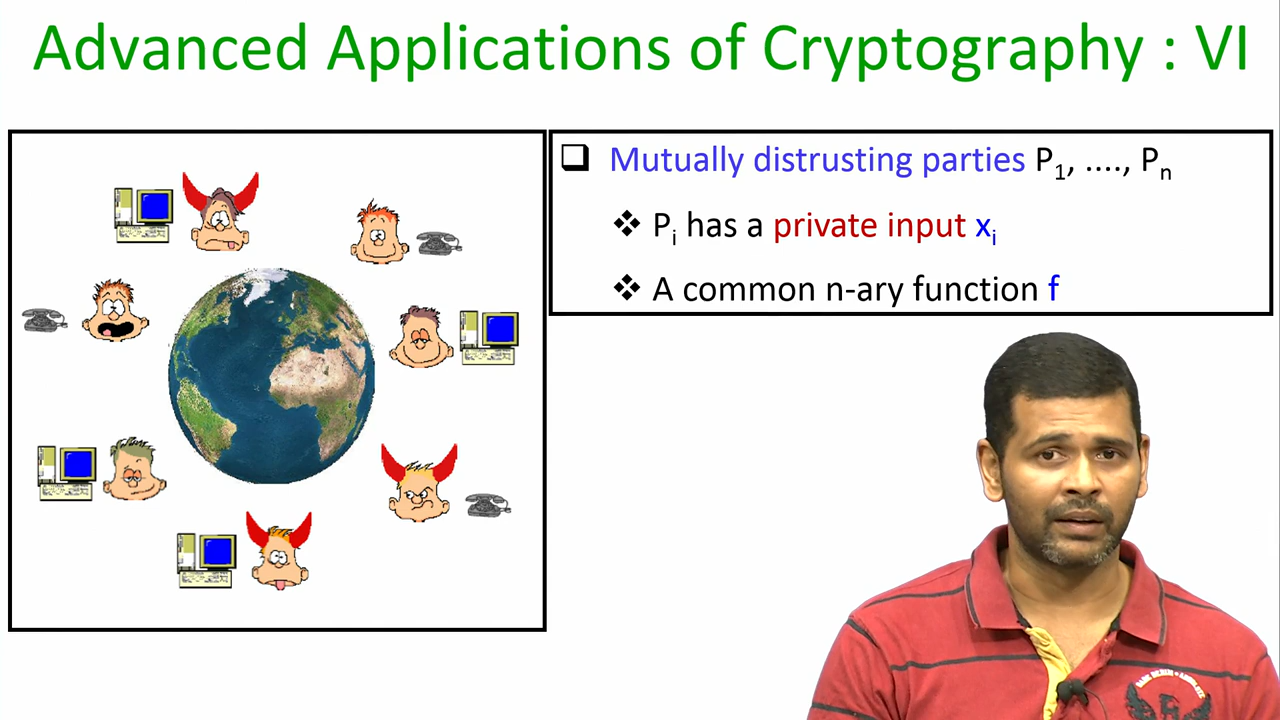 Advanced Applications of Cryptography : VI
❑ Mutually distrusting parties P₁, ...., Pₙ
❖ Pᵢ has a private input xᵢ
❖ A common n-ary function f